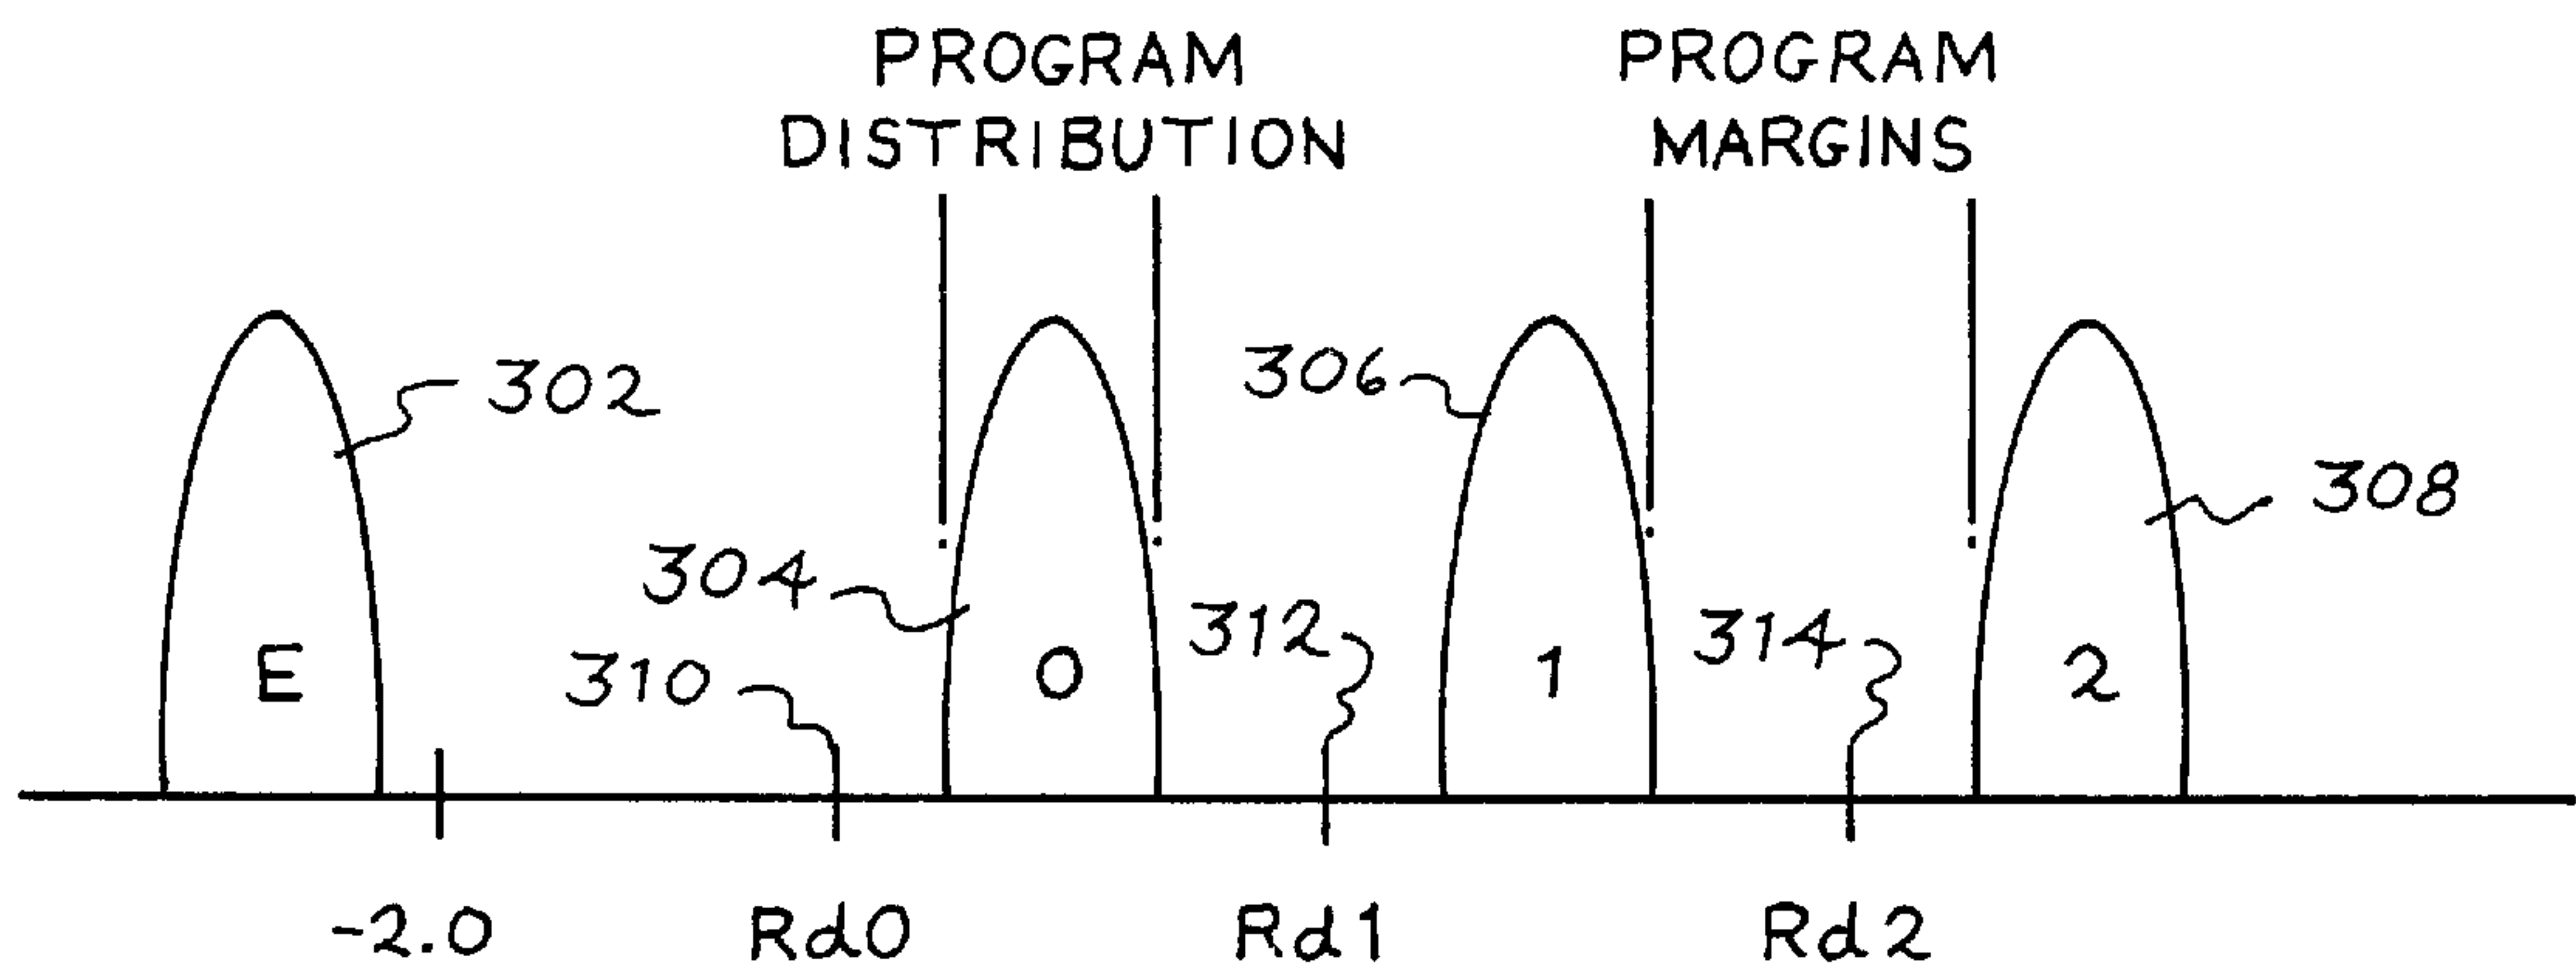 PROGRAM
DISTRIBUTION
PROGRAM
MARGINS
302
306
308
304
312
314
310
E
0
1
2
-2.0
Rd0
Rd1
Rd2